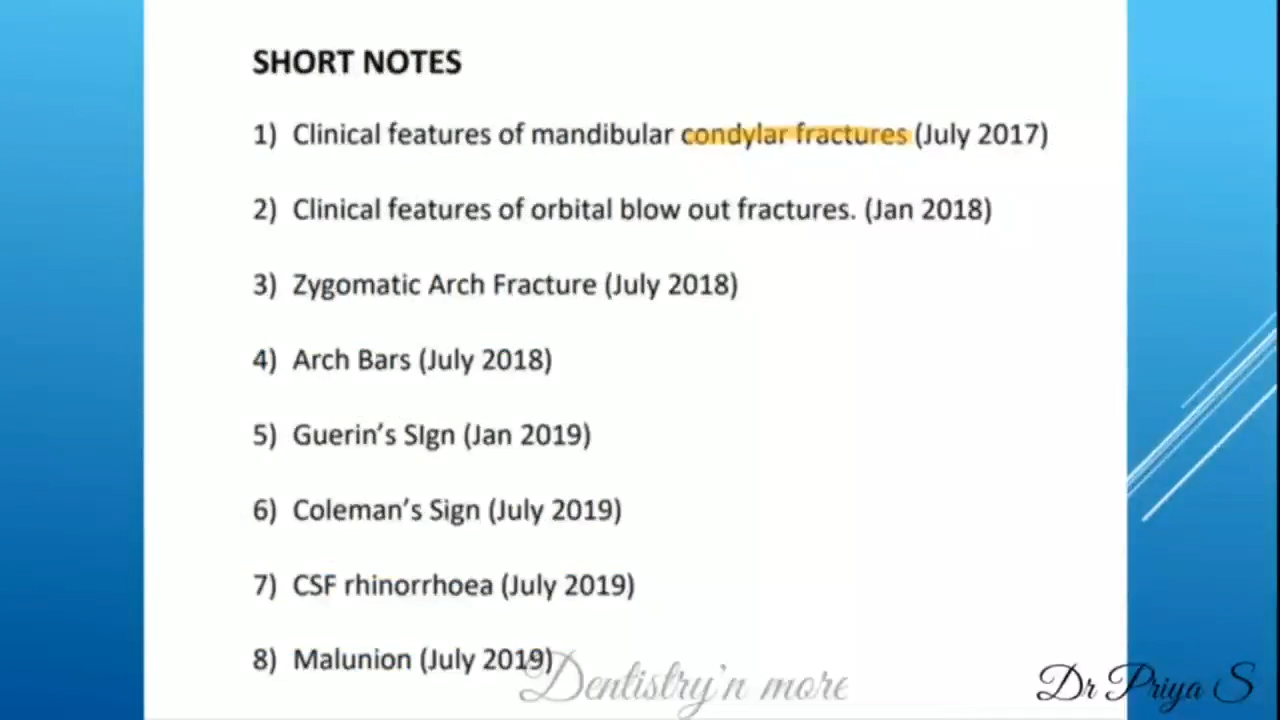 SHORT NOTES
1) Clinical features of mandibular condylar fractures (July 2017)
2) Clinical features of orbital blow out fractures. (Jan 2018)
3) Zygomatic Arch Fracture (July 2018)
4) Arch Bars (July 2018)
5) Guerin's SIgn (Jan 2019)
6) Coleman's Sign (July 2019)
7) CSF rhinorrhoea (July 2019)
8) Malunion (July 2019)
Dentistry'n more
Dr Priya S